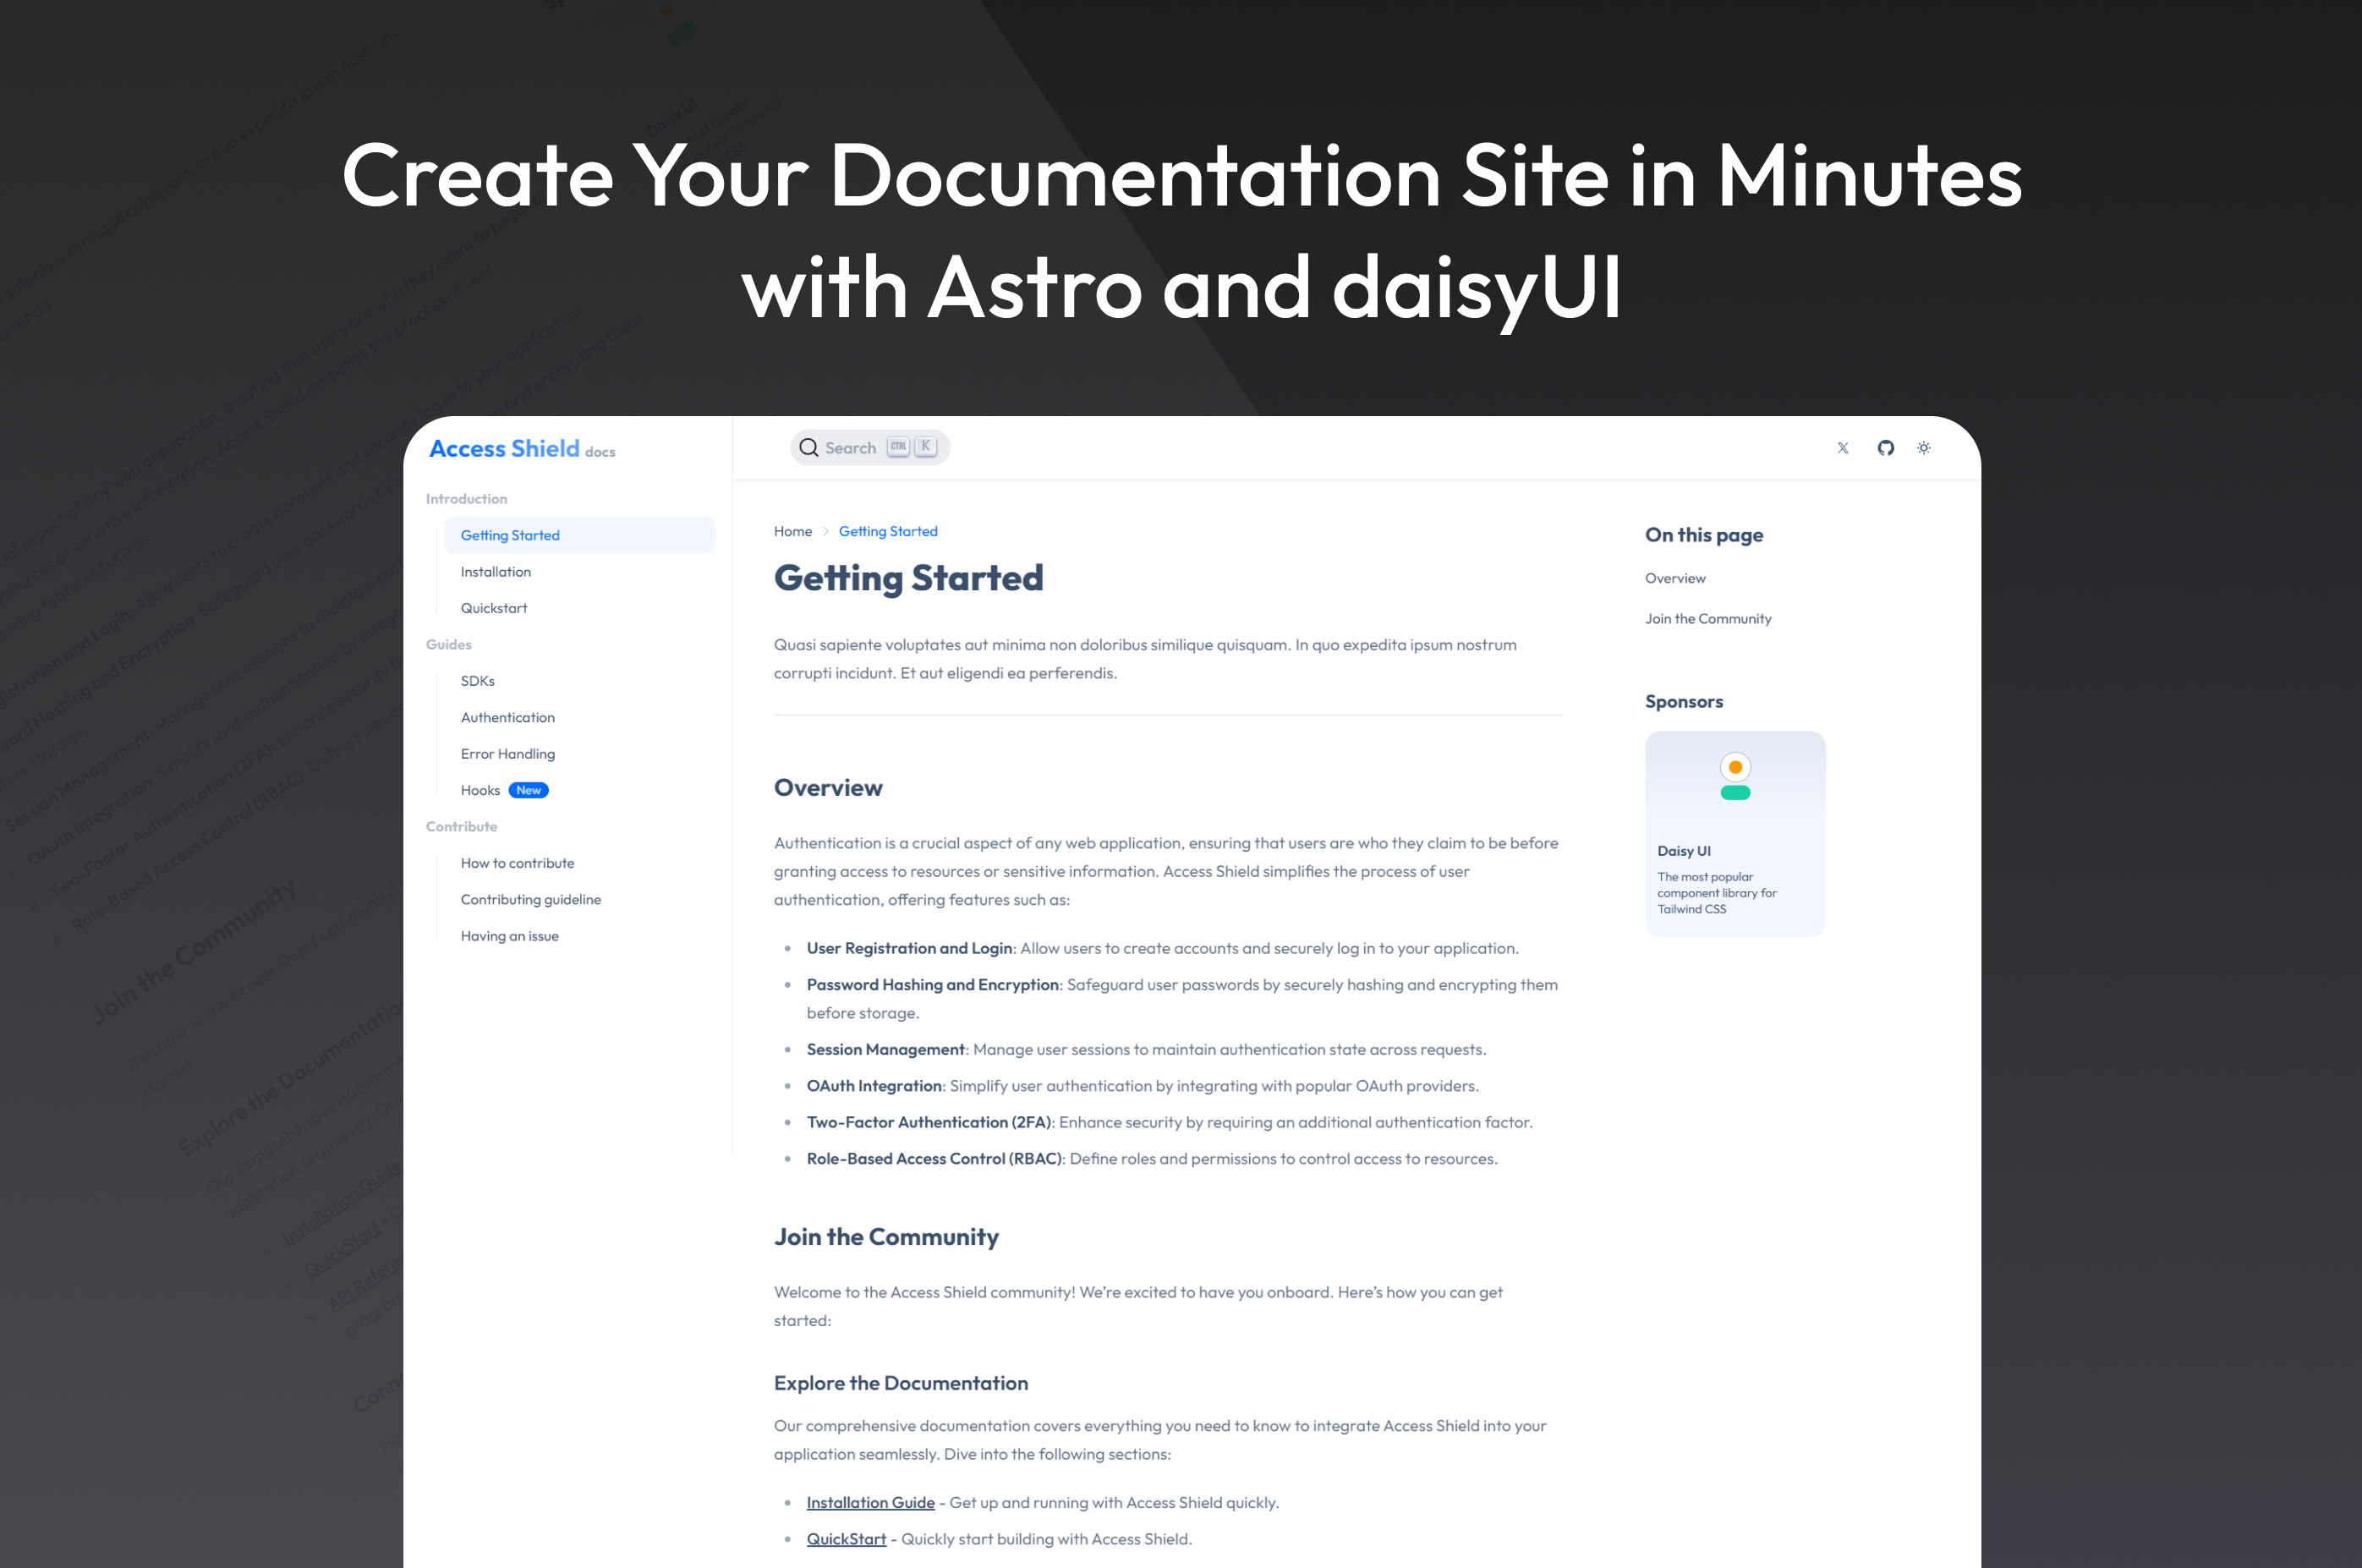 Create Your Documentation Site in Minutes
with Astro and daisyUI
Access Shield docs
Search CTRL K
Introduction
Getting Started
Installation
Quickstart
Guides
SDKs
Authentication
Error Handling
Hooks New
Contribute
How to contribute
Contributing guideline
Having an issue
Home > Getting Started
Getting Started
Quasi sapiente voluptates aut minima non doloribus similique quisquam. In quo expedita ipsum nostrum
corrupti incidunt. Et aut eligendi ea perferendis.
Overview
Authentication is a crucial aspect of any web application, ensuring that users are who they claim to be before
granting access to resources or sensitive information. Access Shield simplifies the process of user
authentication, offering features such as:
• User Registration and Login: Allow users to create accounts and securely log in to your application.
• Password Hashing and Encryption: Safeguard user passwords by securely hashing and encrypting them
before storage.
• Session Management: Manage user sessions to maintain authentication state across requests.
• OAuth Integration: Simplify user authentication by integrating with popular OAuth providers.
• Two-Factor Authentication (2FA): Enhance security by requiring an additional authentication factor.
• Role-Based Access Control (RBAC): Define roles and permissions to control access to resources.
Join the Community
Welcome to the Access Shield community! We're excited to have you onboard. Here's how you can get
started:
Explore the Documentation
Our comprehensive documentation covers everything you need to know to integrate Access Shield into your
application seamlessly. Dive into the following sections:
• Installation Guide - Get up and running with Access Shield quickly.
• QuickStart - Quickly start building with Access Shield.
On this page
Overview
Join the Community
Sponsors
Daisy UI
The most popular
component library for
Tailwind CSS